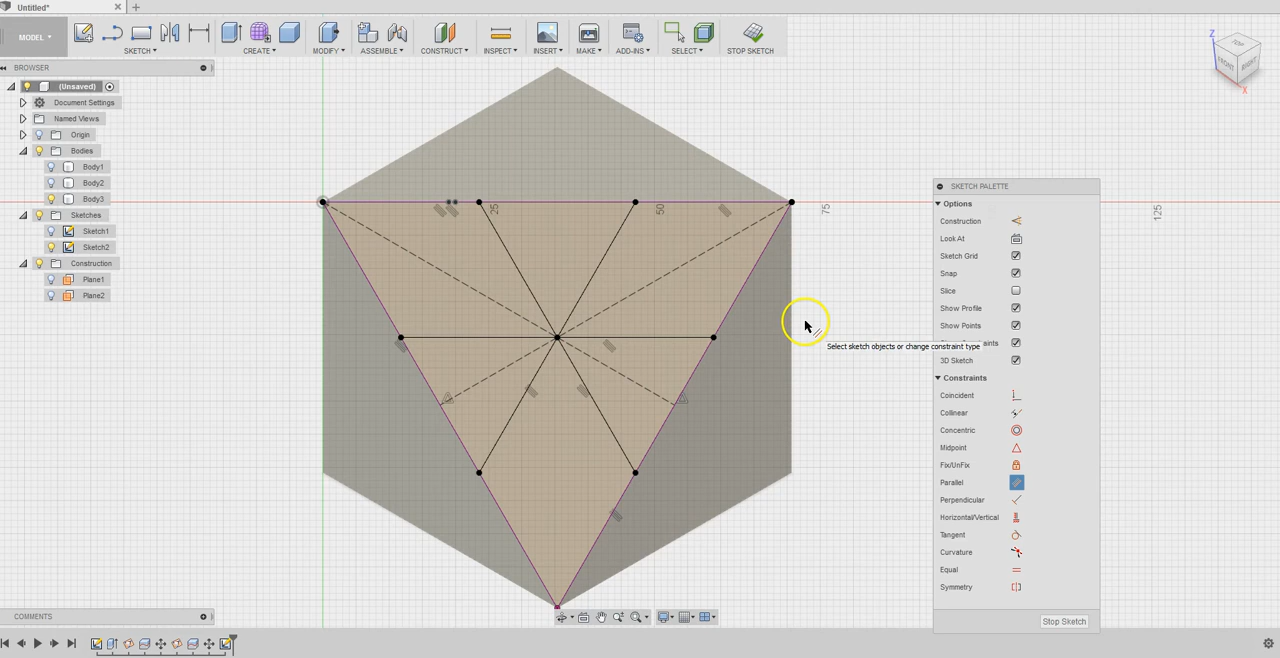 Untitled*
MODEL
SKETCH
CREATE
MODIFY
ASSEMBLE
CONSTRUCT
INSPECT
INSERT
MAKE
ADD-INS
SELECT
STOP SKETCH
BROWSER
(Unsaved)
Document Settings
Named Views
Origin
Bodies
Body1
Body2
Body3
Sketches
Sketch1
Sketch2
Construction
Plane1
Plane2
TOP
FRONT
RIGHT
Z
X
25
50
75
125
Select sketch objects or change constraint type
SKETCH PALETTE
Options
Construction
Look At
Sketch Grid
Snap
Slice
Show Profile
Show Points
3D Sketch
Constraints
Coincident
Collinear
Concentric
Midpoint
Fix/UnFix
Parallel
Perpendicular
Horizontal/Vertical
Tangent
Curvature
Equal
Symmetry
Stop Sketch
COMMENTS